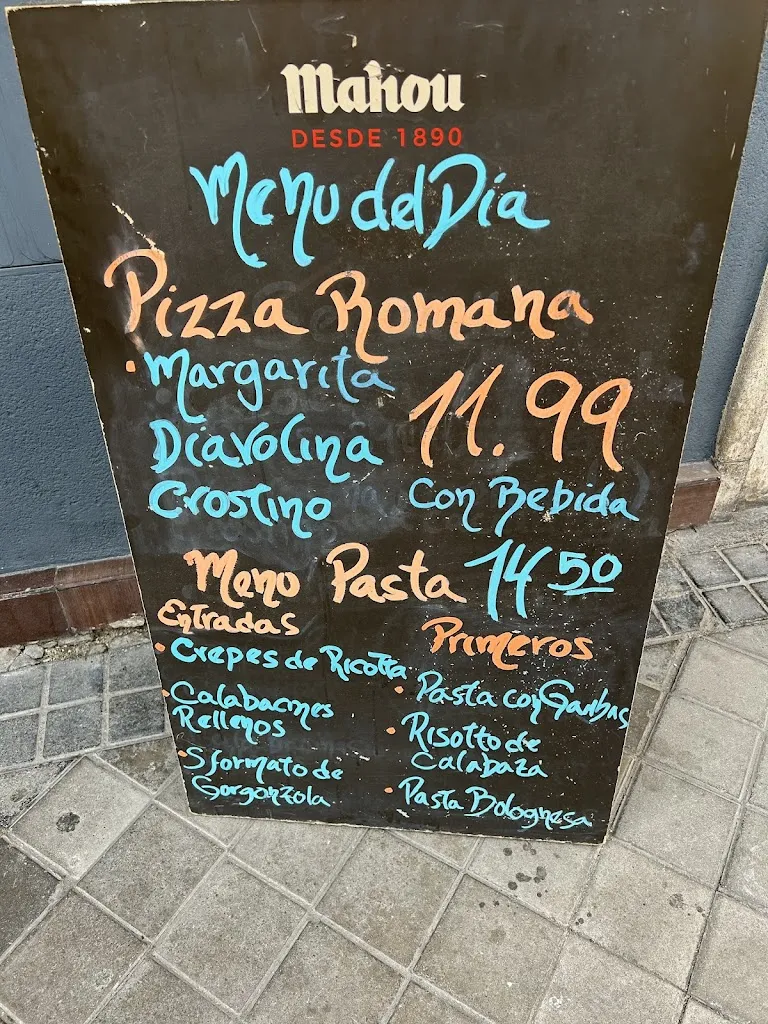 Mahou
DESDE 1890
Menu del Día
Pizza Romana
• Margarita
11.99
Diavolina
Crostino
Con Bebida
Menu Pasta 14 50
Entradas
Primeros
• Crepes de Ricotta
• Calabacines
Rellenos
• Sformato de
Gorgonzola
• Pasta con Gambas
• Risotto de
Calabaza
• Pasta Bolognesa